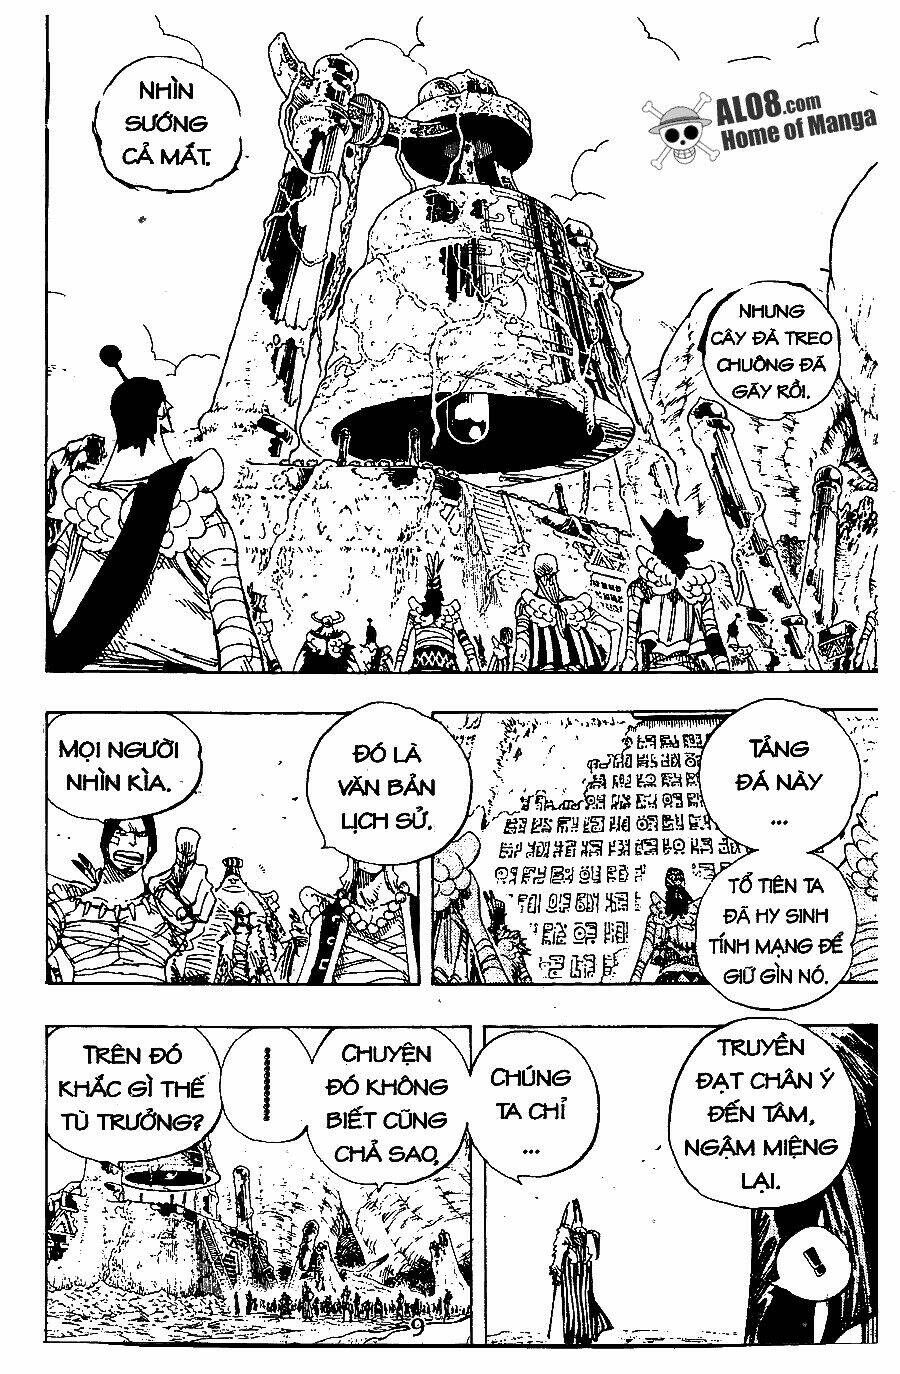 NHÌN
SƯỚNG
CẢ MẮT.
AL08.com
Home of Manga
NHƯNG
CÂY ĐÀ TREO
CHUÔNG ĐÃ
GÃY RỒI.
MỌI NGƯỜI
NHÌN KÌA.
ĐÓ LÀ
VĂN BẢN
LỊCH SỬ.
TẢNG
ĐÁ NÀY
...
TỔ TIÊN TA
ĐÃ HY SINH
TÍNH MẠNG ĐỂ
GIỮ GÌN NÓ.
TRÊN ĐÓ
KHẮC GÌ THẾ
TÙ TRƯỞNG?
............
CHUYỆN
ĐÓ KHÔNG
BIẾT CŨNG
CHẢ SAO.
CHÚNG
TA CHỈ
...
TRUYỀN
ĐẠT CHÂN Ý
ĐẾN TÂM,
NGẬM MIỆNG
LẠI.
!
9